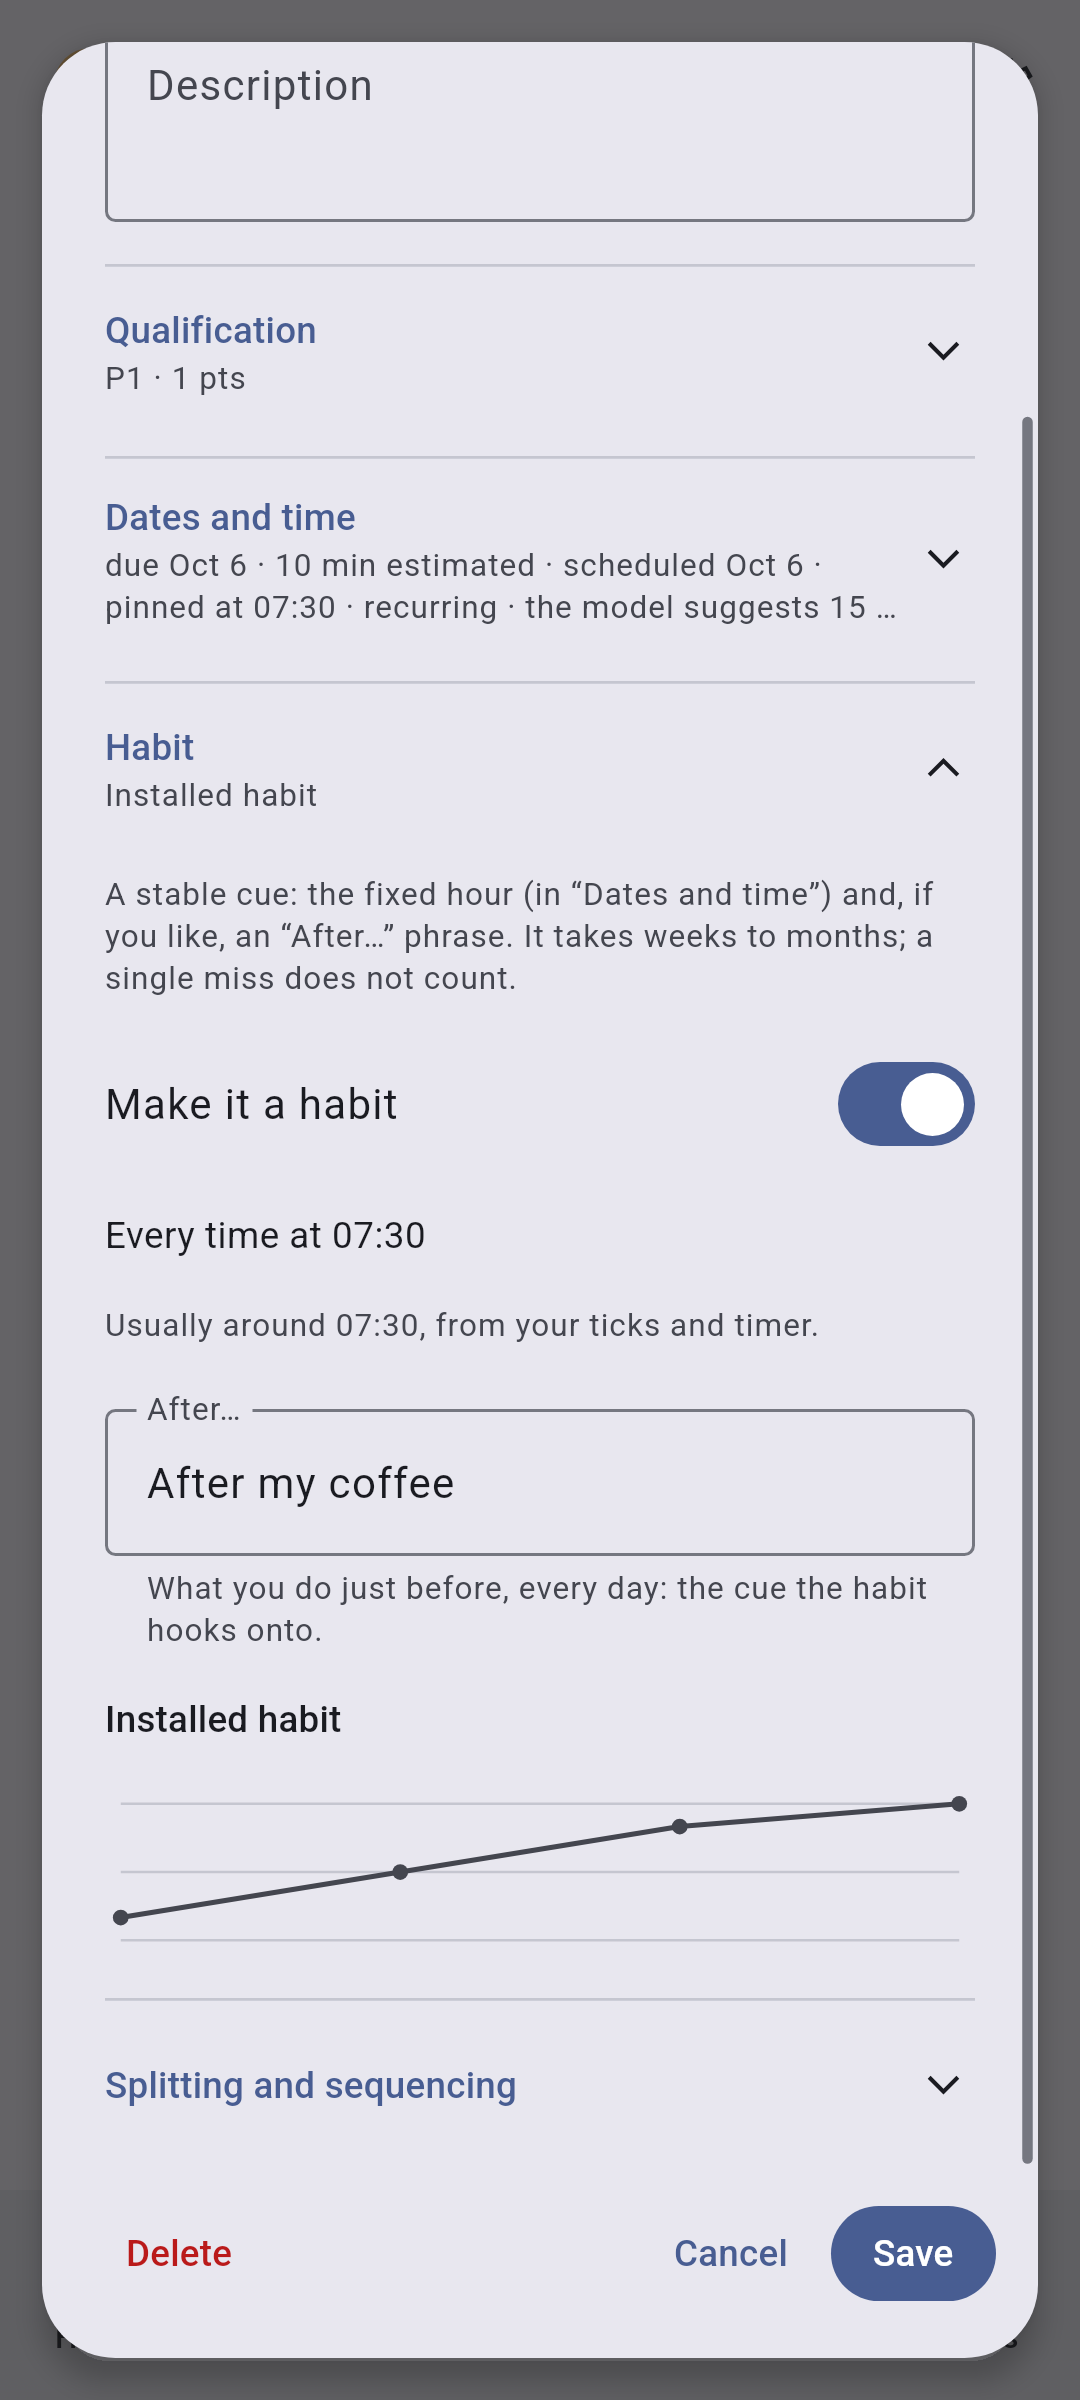 Description
Qualification
P1 · 1 pts
Dates and time
due Oct 6 · 10 min estimated · scheduled Oct 6 ·
pinned at 07:30 · recurring · the model suggests 15 …
Habit
Installed habit
A stable cue: the fixed hour (in “Dates and time”) and, if
you like, an “After…” phrase. It takes weeks to months; a
single miss does not count.
Make it a habit
Every time at 07:30
Usually around 07:30, from your ticks and timer.
After…
After my coffee
What you do just before, every day: the cue the habit
hooks onto.
Installed habit
Splitting and sequencing
Delete
Cancel
Save